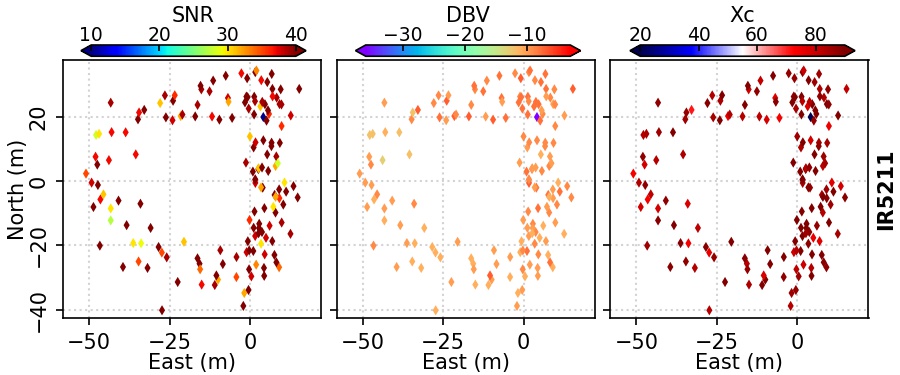 SNR DBV Xc
10 20 30 40 −30 −20 −10 20 40 60 80
20
0
−20
−40
North (m)
IR5211
−50 −25 0 −50 −25 0 −50 −25 0
East (m) East (m) East (m)